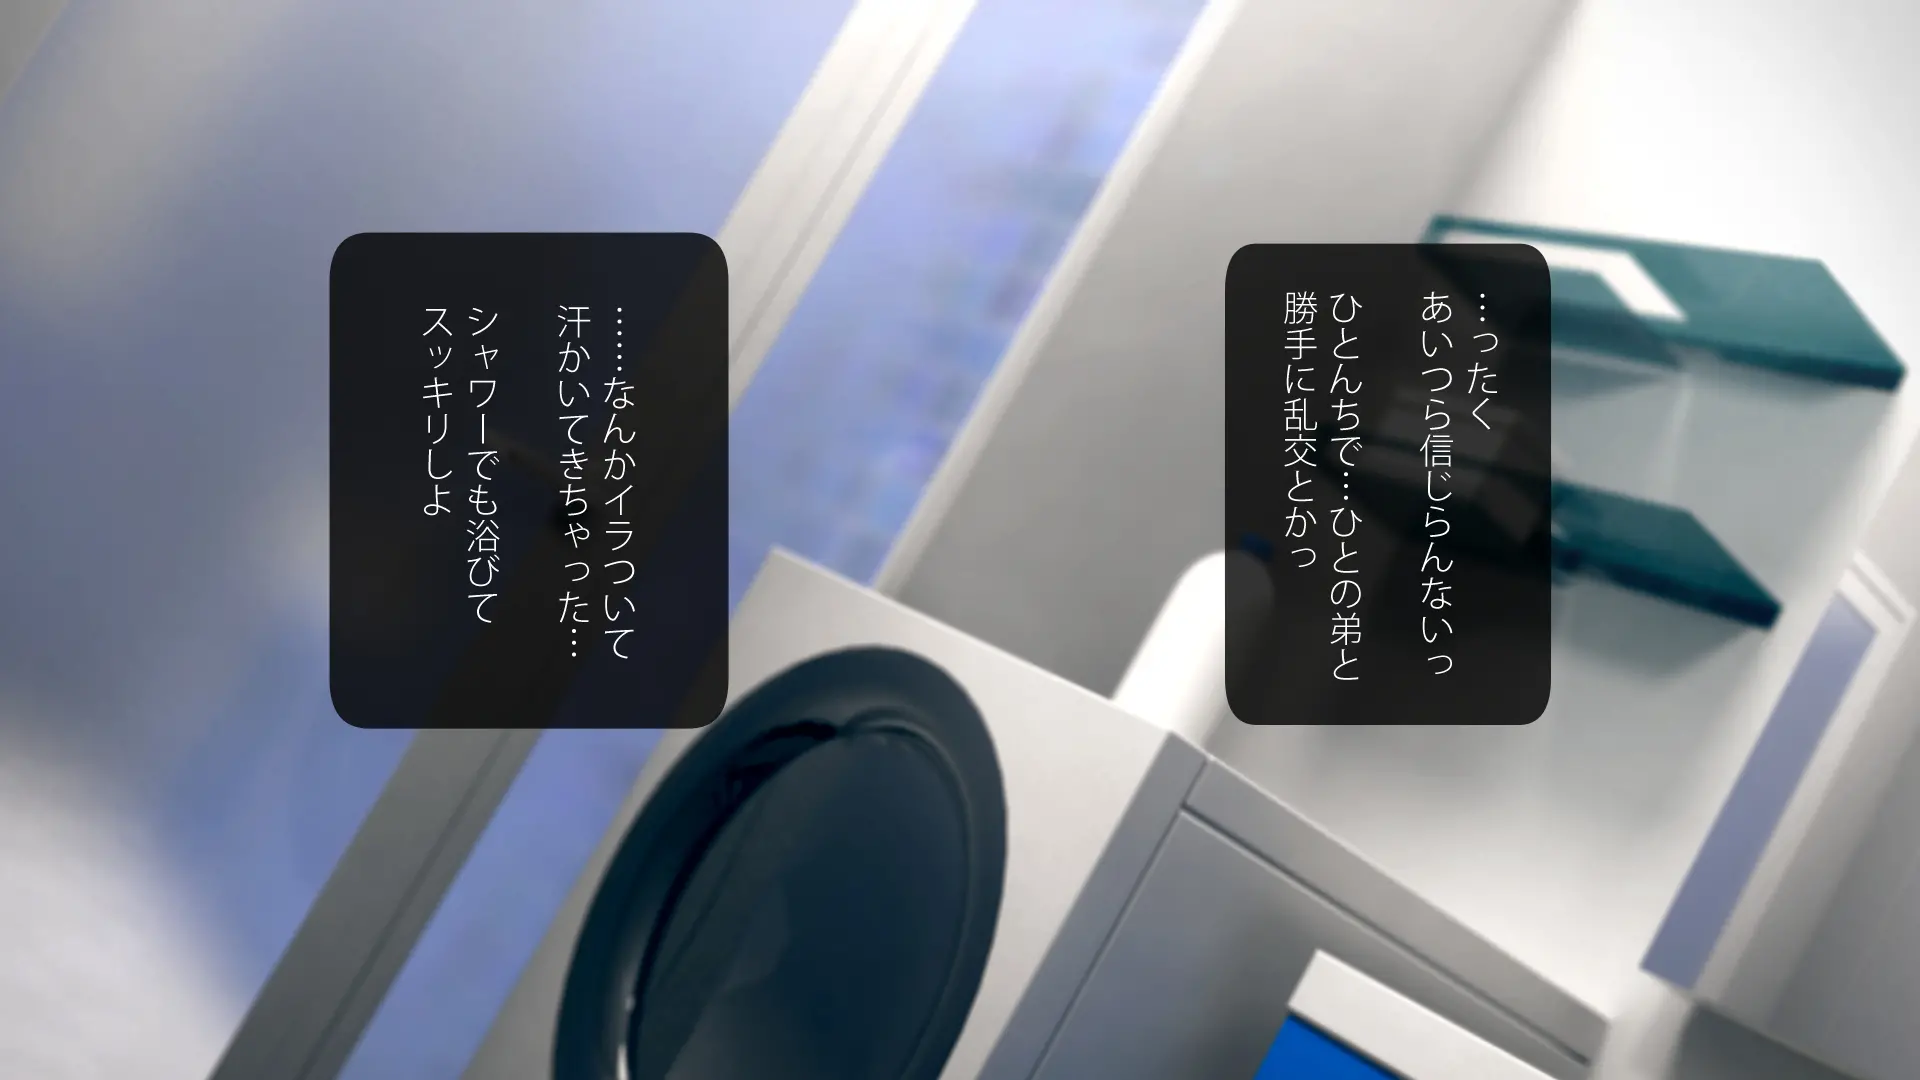 …ったく
あいつら信じらんないっ
ひとんちで…ひとの弟と
勝手に乱交とかっ
……なんかイラついて
汗かいてきちゃった…
シャワーでも浴びて
スッキリしよ